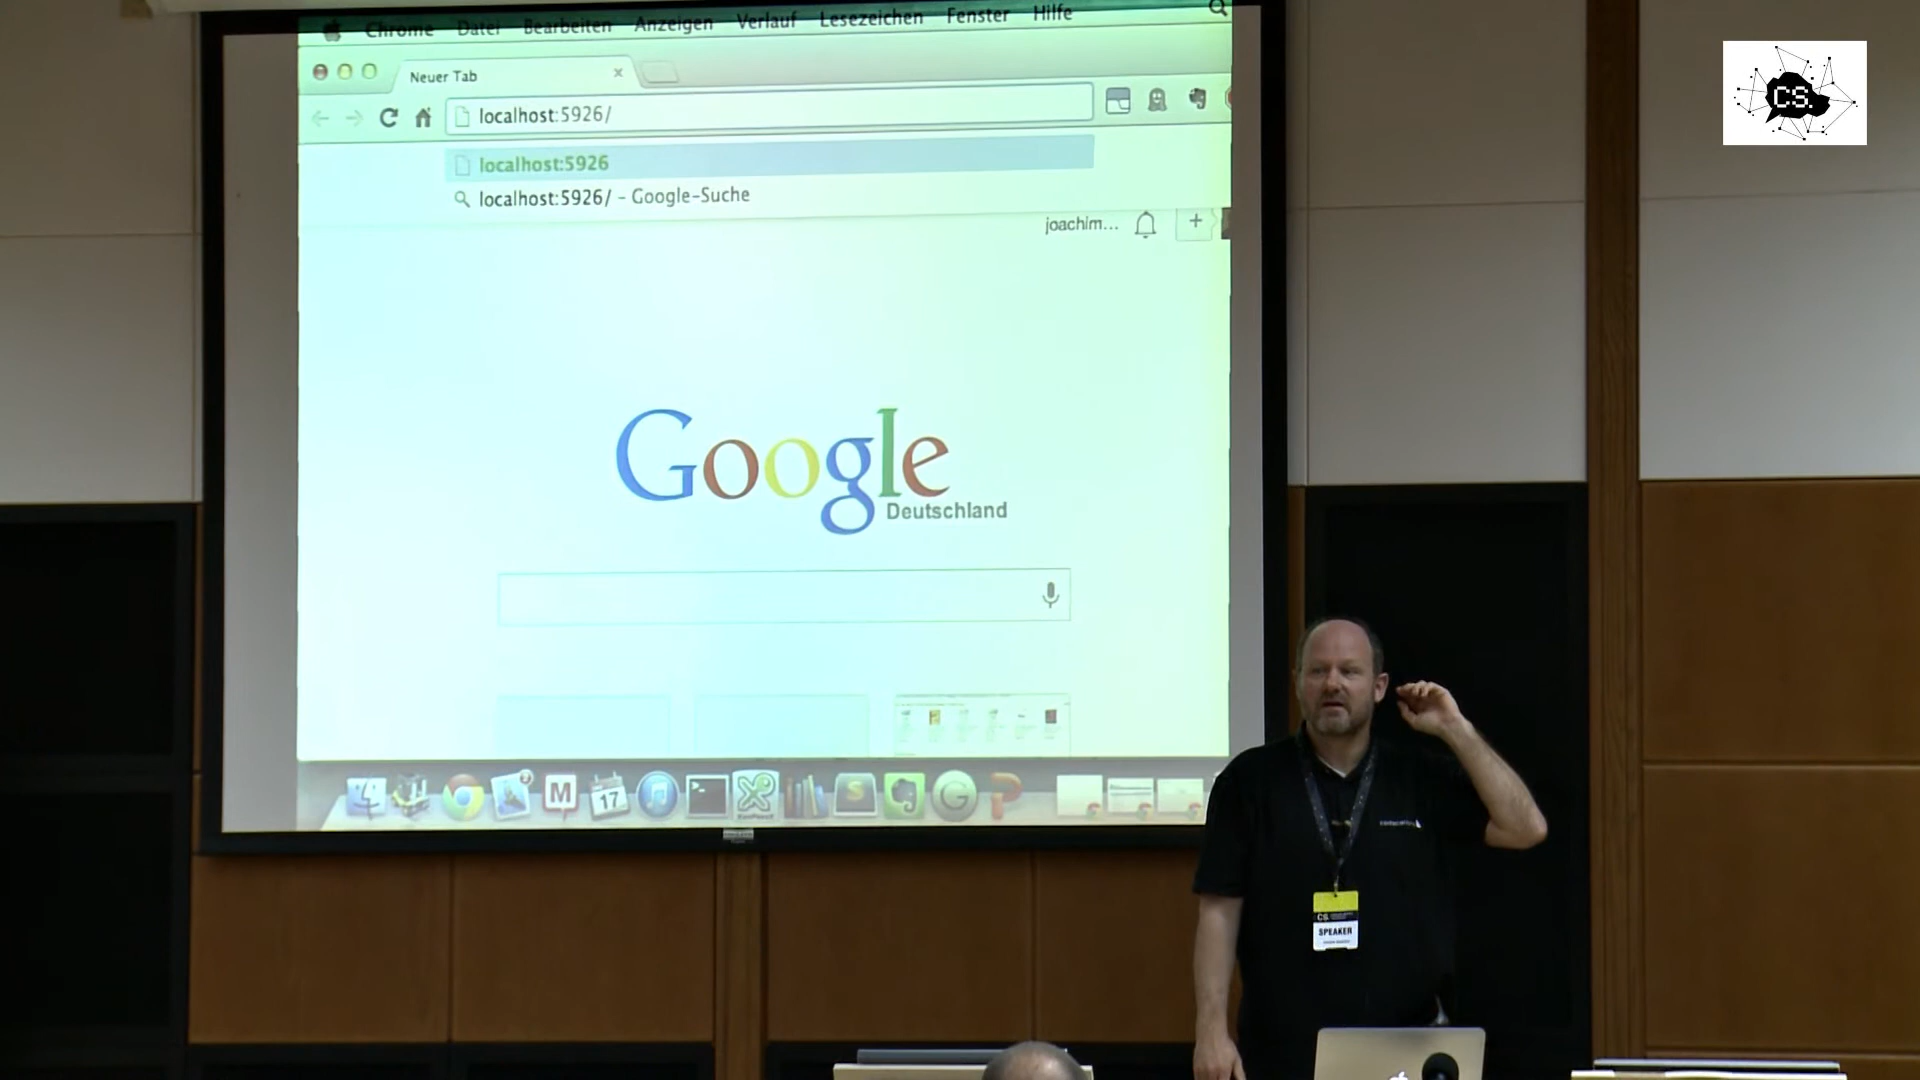 Chrome Datei Bearbeiten Anzeigen Verlauf Lesezeichen Fenster Hilfe
Neuer Tab
localhost:5926/
localhost:5926
localhost:5926/ - Google-Suche
joachim...
Google
Deutschland
M
17
CS.
CS.
SPEAKER